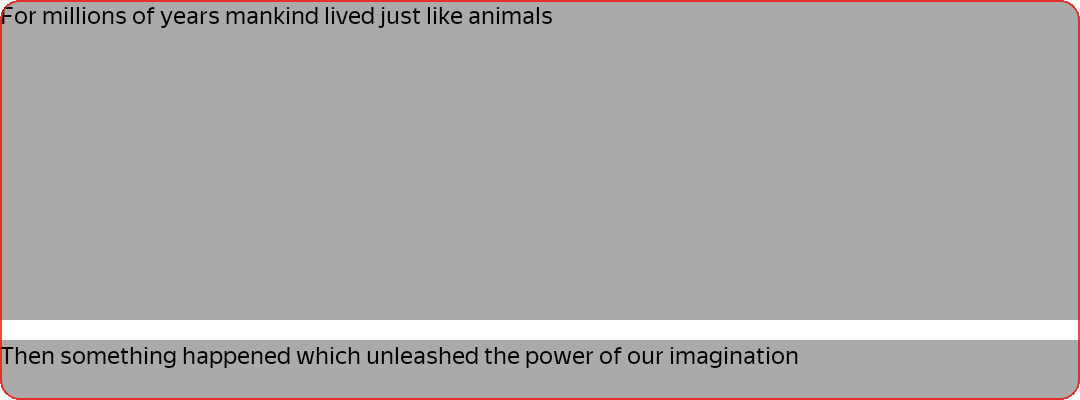 For millions of years mankind lived just like animals
Then something happened which unleashed the power of our imagination